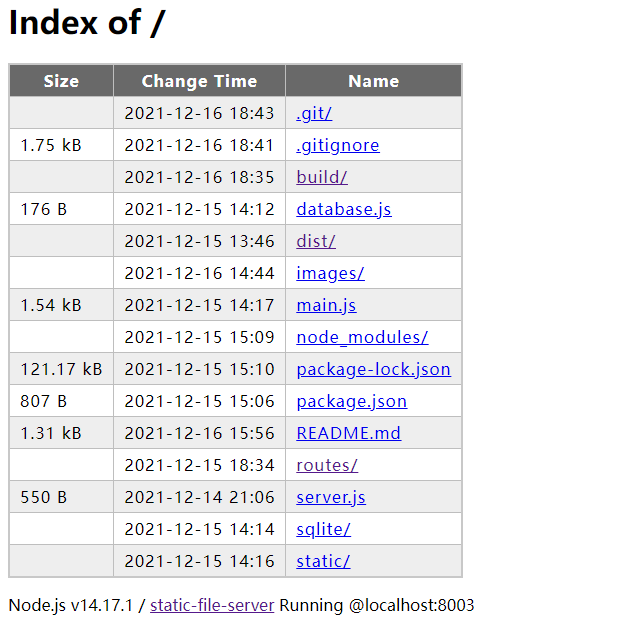 Index of /
Size Change Time Name
2021-12-16 18:43 .git/
1.75 kB 2021-12-16 18:41 .gitignore
2021-12-16 18:35 build/
176 B 2021-12-15 14:12 database.js
2021-12-15 13:46 dist/
2021-12-16 14:44 images/
1.54 kB 2021-12-15 14:17 main.js
2021-12-15 15:09 node_modules/
121.17 kB 2021-12-15 15:10 package-lock.json
807 B 2021-12-15 15:06 package.json
1.31 kB 2021-12-16 15:56 README.md
2021-12-15 18:34 routes/
550 B 2021-12-14 21:06 server.js
2021-12-15 14:14 sqlite/
2021-12-15 14:16 static/
Node.js v14.17.1 / static-file-server Running @localhost:8003